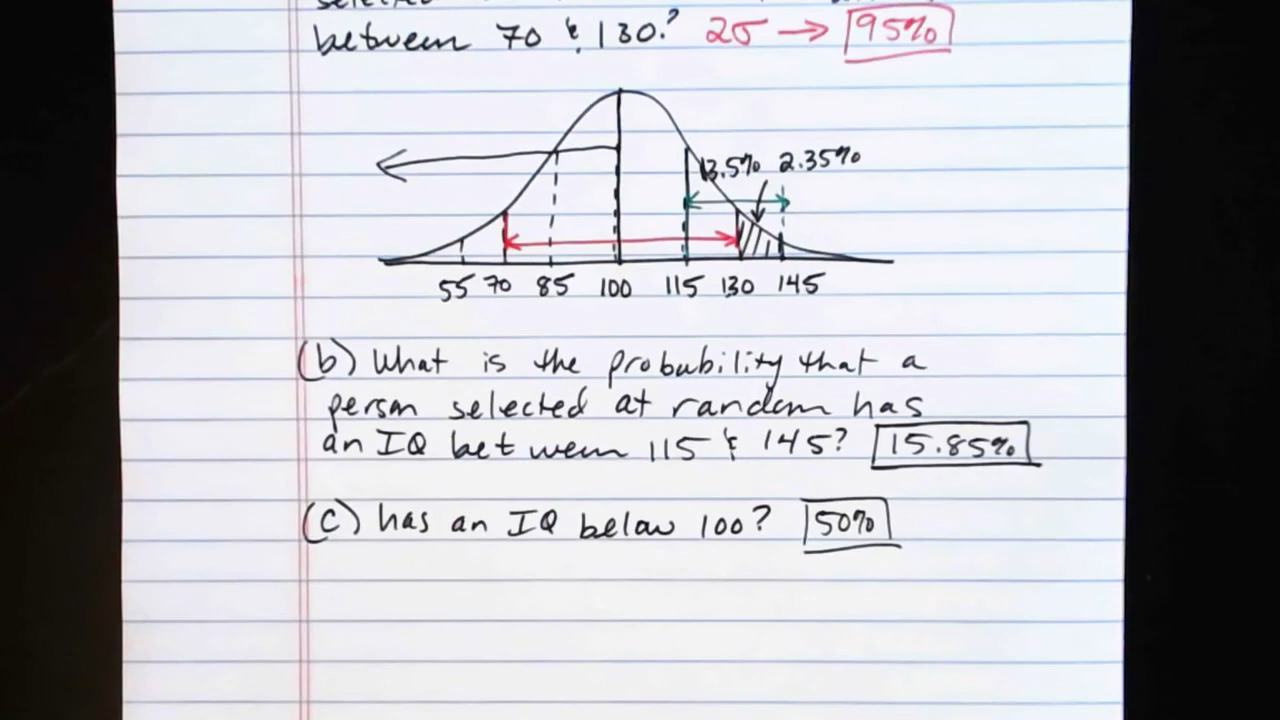 selected
between 70 & 130? 2σ → 95%
13.5% 2.35%
55 70 85 100 115 130 145
(b) What is the probability that a
person selected at random has
an IQ between 115 & 145? 15.85%
(c) has an IQ below 100? 50%